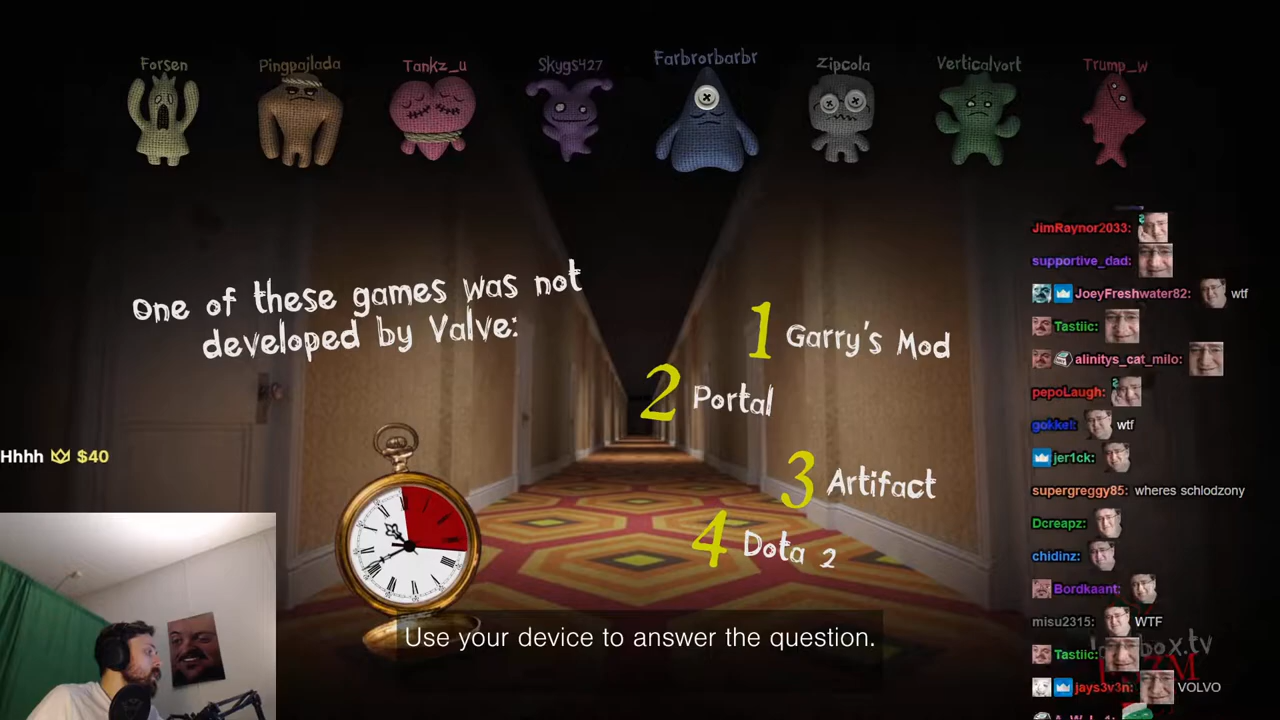 Forsen
Pingpajlada
Tankz_u
Skygs427
Farbrorbarbr
Zipcola
Verticalvort
Trump_w
One of these games was not
developed by Valve:
1 Garry's Mod
2 Portal
3 Artifact
4 Dota 2
Hhhh $40
Use your device to answer the question.
JimRaynor2033:
supportive_dad:
JoeyFreshwater82: wtf
Tastiic:
alinitys_cat_milo:
pepoLaugh:
gokkel: wtf
jer1ck:
supergreggy85: wheres schlodzony
Dcreapz:
chidinz:
Bordkaant:
misu2315: WTF
Tastiic:
jays3v3n: VOLVO